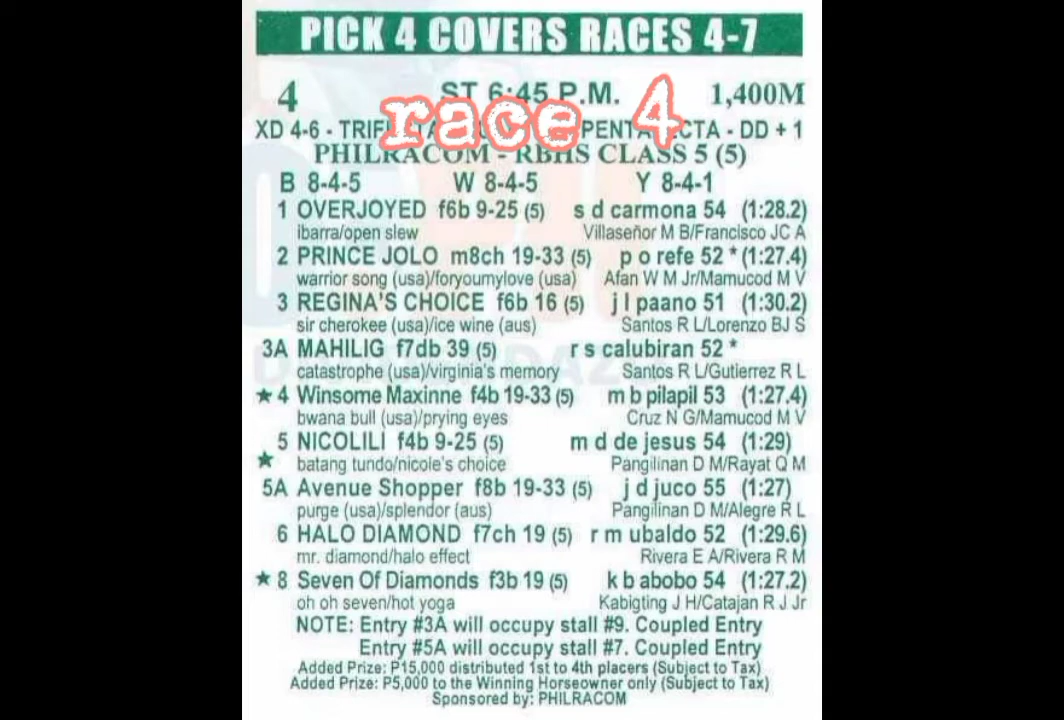 PICK 4 COVERS RACES 4-7
4 ST 6:45 P.M. 1,400M
race 4
XD 4-6 - TRIF PENTA CTA - DD + 1
PHILRACOM - RBHS CLASS 5 (5)
B 8-4-5 W 8-4-5 Y 8-4-1
1 OVERJOYED f6b 9-25 (5) s d carmona 54 (1:28.2)
ibarra/open slew Villaseñor M B/Francisco JC A
2 PRINCE JOLO m8ch 19-33 (5) p o refe 52 * (1:27.4)
warrior song (usa)/foryoumylove (usa) Afan W M Jr/Mamucod M V
3 REGINA'S CHOICE f6b 16 (5) j l paano 51 (1:30.2)
sir cherokee (usa)/ice wine (aus) Santos R L/Lorenzo BJ S
3A MAHILIG f7db 39 (5) r s calubiran 52 *
catastrophe (usa)/virginia's memory Santos R L/Gutierrez R L
★ 4 Winsome Maxinne f4b 19-33 (5) m b pilapil 53 (1:27.4)
bwana bull (usa)/prying eyes Cruz N G/Mamucod M V
★ 5 NICOLILI f4b 9-25 (5) m d de jesus 54 (1:29)
batang tundo/nicole's choice Pangilinan D M/Rayat Q M
5A Avenue Shopper f8b 19-33 (5) j d juco 55 (1:27)
purge (usa)/splendor (aus) Pangilinan D M/Alegre R L
6 HALO DIAMOND f7ch 19 (5) r m ubaldo 52 (1:29.6)
mr. diamond/halo effect Rivera E A/Rivera R M
★ 8 Seven Of Diamonds f3b 19 (5) k b abobo 54 (1:27.2)
oh oh seven/hot yoga Kabigting J H/Catajan R J Jr
NOTE: Entry #3A will occupy stall #9. Coupled Entry
Entry #5A will occupy stall #7. Coupled Entry
Added Prize: P15,000 distributed 1st to 4th placers (Subject to Tax)
Added Prize: P5,000 to the Winning Horseowner only (Subject to Tax)
Sponsored by: PHILRACOM